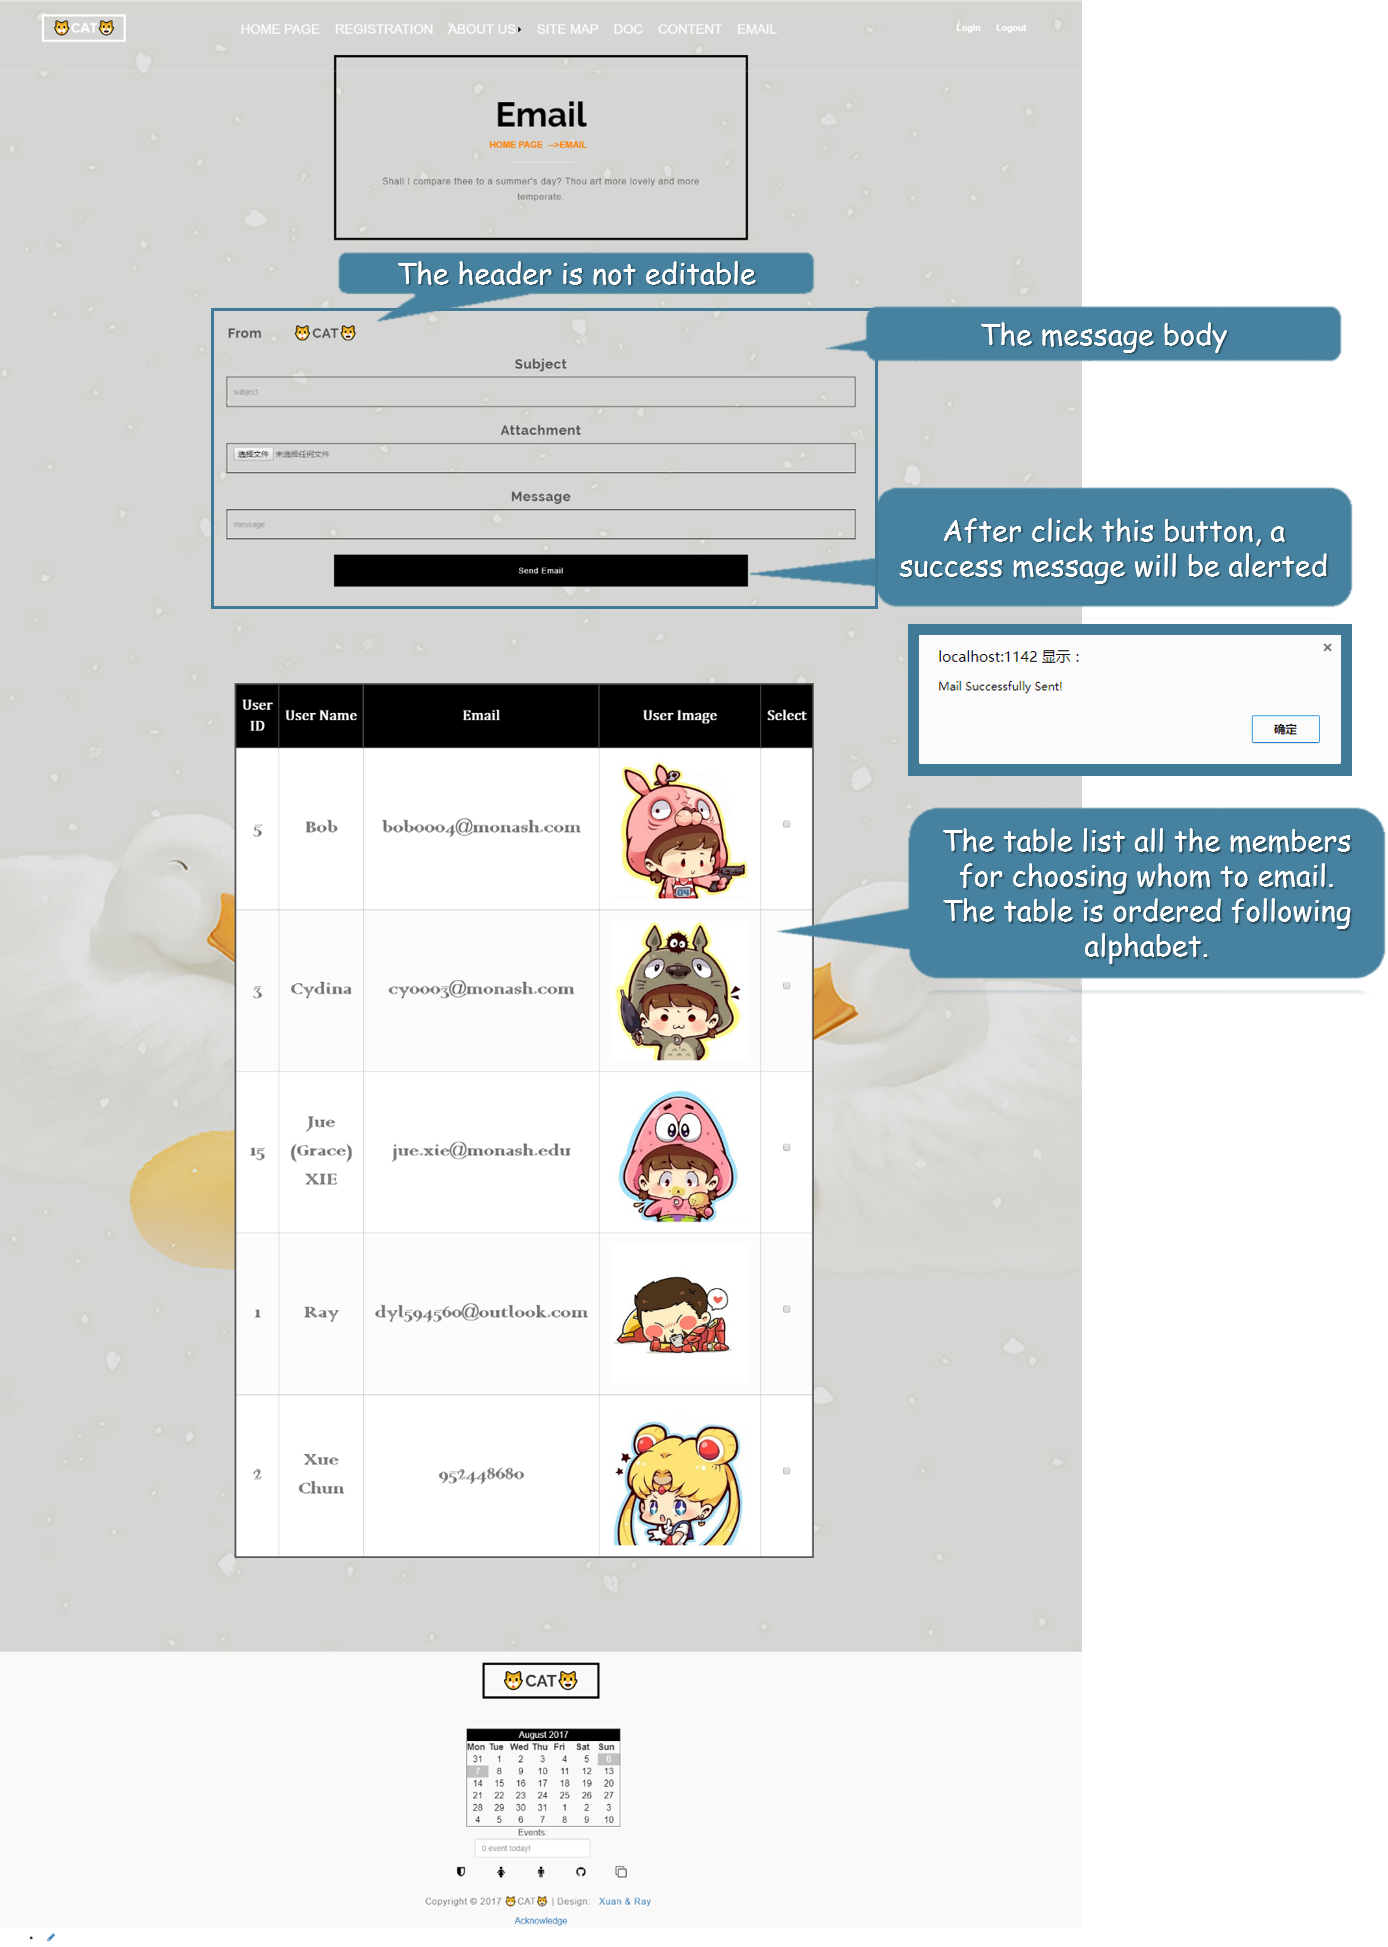 CAT
HOME PAGE REGISTRATION ABOUT US SITE MAP DOC CONTENT EMAIL
Login Logout
Email
HOME PAGE -->EMAIL
Shall I compare thee to a summer's day? Thou art more lovely and more
temperate.
The header is not editable
From CAT
The message body
Subject
subject
Attachment
选择文件 未选择任何文件
Message
message
Send Email
After click this button, a
success message will be alerted
localhost:1142 显示：
×
Mail Successfully Sent!
确定
User
ID
User Name
Email
User Image
Select
5 Bob bob0004@monash.com
04
The table list all the members
for choosing whom to email.
The table is ordered following
alphabet.
3 Cydina cy0003@monash.com
D
15
Jue
(Grace)
XIE
jue.xie@monash.edu
D
1 Ray dyl594560@outlook.com
2
Xue
Chun
952448680
CAT
August 2017
Mon Tue Wed Thu Fri Sat Sun
31 1 2 3 4 5 6
7 8 9 10 11 12 13
14 15 16 17 18 19 20
21 22 23 24 25 26 27
28 29 30 31 1 2 3
4 5 6 7 8 9 10
Events:
0 event today!
Copyright © 2017 CAT | Design: Xuan & Ray
Acknowledge